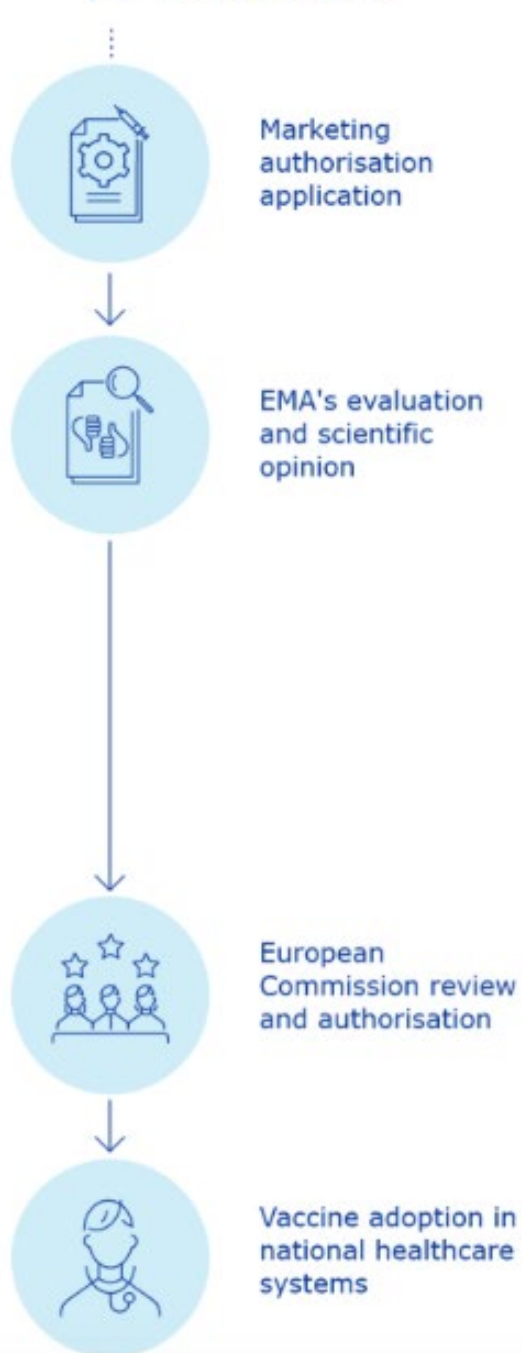 Marketing
authorisation
application
EMA's evaluation
and scientific
opinion
European
Commission review
and authorisation
Vaccine adoption in
national healthcare
systems